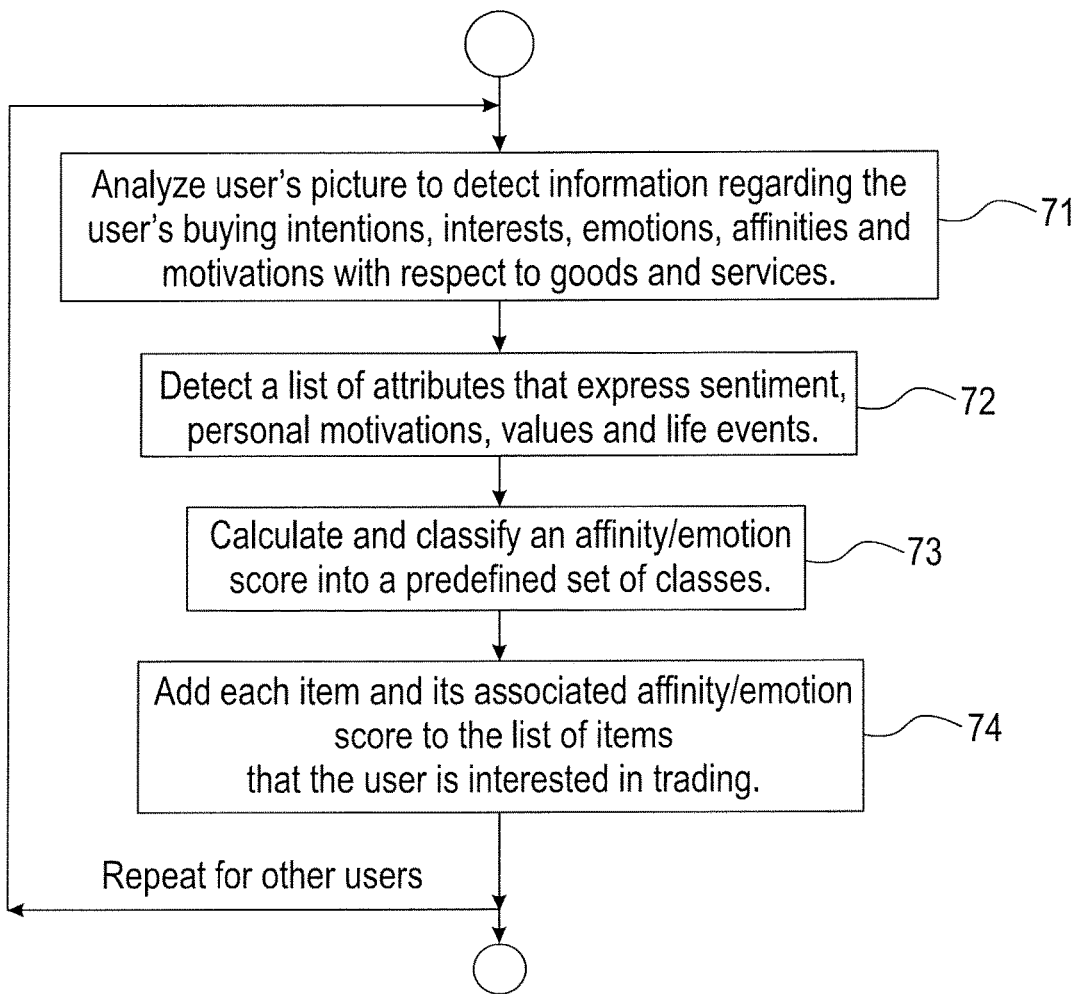 Analyze user's picture to detect information regarding the
user's buying intentions, interests, emotions, affinities and
motivations with respect to goods and services.
71
Detect a list of attributes that express sentiment,
personal motivations, values and life events.
72
Calculate and classify an affinity/emotion
score into a predefined set of classes.
73
Add each item and its associated affinity/emotion
score to the list of items
that the user is interested in trading.
74
Repeat for other users